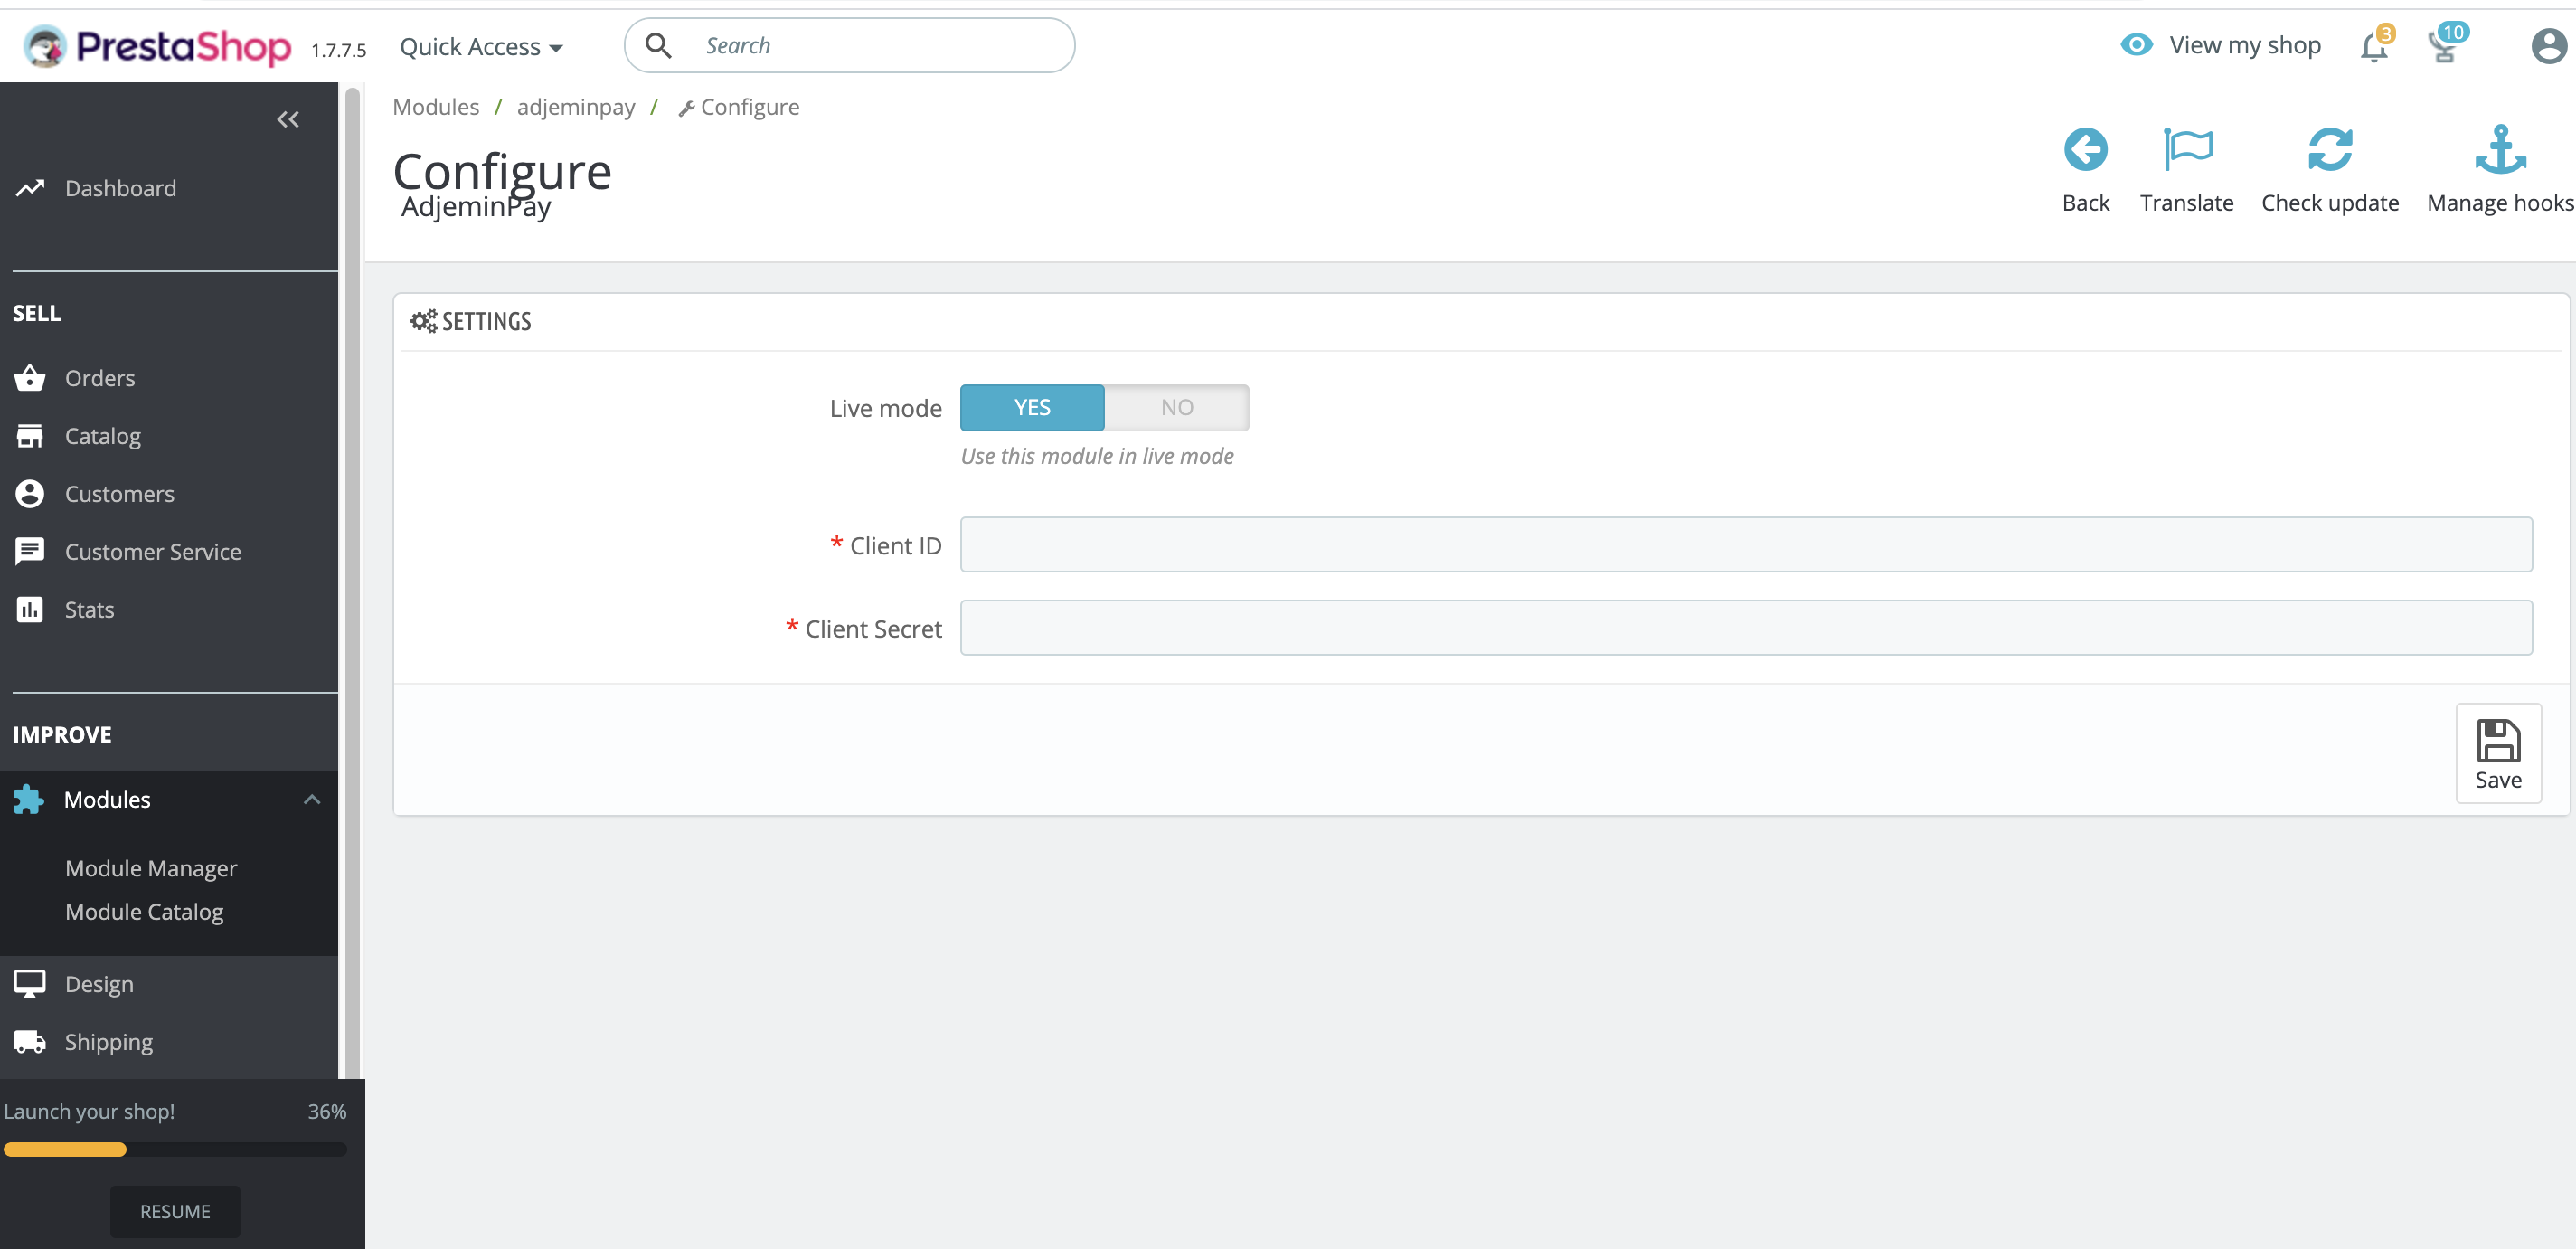 PrestaShop 1.7.7.5 Quick Access Search View my shop 3 10
Modules / adjeminpay / Configure
Configure
AdjeminPay
Back Translate Check update Manage hooks
Dashboard
SELL
Orders
Catalog
Customers
Customer Service
Stats
IMPROVE
Modules
Module Manager
Module Catalog
Design
Shipping
Launch your shop! 36%
RESUME
SETTINGS
Live mode YES NO
Use this module in live mode
* Client ID
* Client Secret
Save